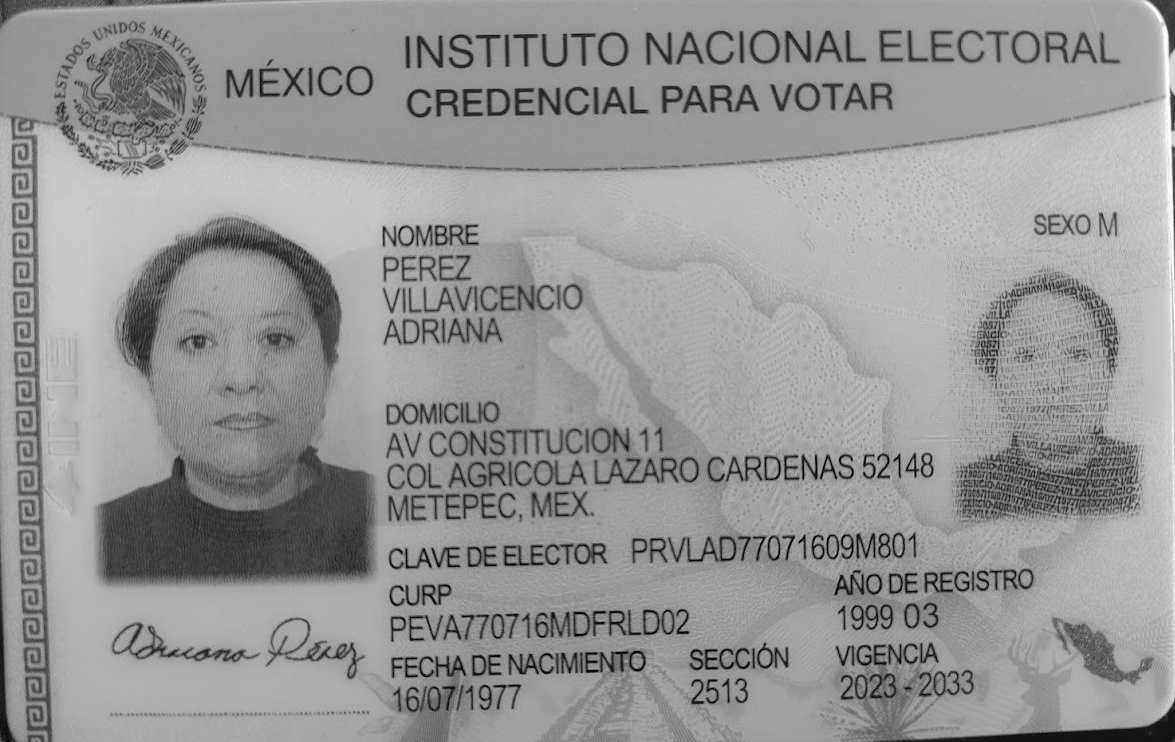 ESTADOS UNIDOS MEXICANOS
MÉXICO
INSTITUTO NACIONAL ELECTORAL
CREDENCIAL PARA VOTAR
NOMBRE
PEREZ
VILLAVICENCIO
ADRIANA
SEXO M
DOMICILIO
AV CONSTITUCION 11
COL AGRICOLA LAZARO CARDENAS 52148
METEPEC, MEX.
CLAVE DE ELECTOR PRVLAD77071609M801
CURP
PEVA770716MDFRLD02
AÑO DE REGISTRO
1999 03
FECHA DE NACIMIENTO
16/07/1977
SECCIÓN
2513
VIGENCIA
2023 - 2033
INE
Adriana Pérez